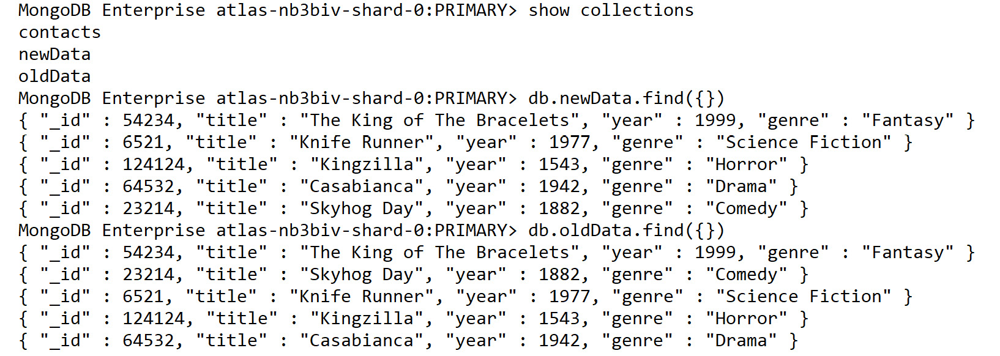 MongoDB Enterprise atlas-nb3biv-shard-0:PRIMARY> show collections
contacts
newData
oldData
MongoDB Enterprise atlas-nb3biv-shard-0:PRIMARY> db.newData.find({})
{ "_id" : 54234, "title" : "The King of The Bracelets", "year" : 1999, "genre" : "Fantasy" }
{ "_id" : 6521, "title" : "Knife Runner", "year" : 1977, "genre" : "Science Fiction" }
{ "_id" : 124124, "title" : "Kingzilla", "year" : 1543, "genre" : "Horror" }
{ "_id" : 64532, "title" : "Casabianca", "year" : 1942, "genre" : "Drama" }
{ "_id" : 23214, "title" : "Skyhog Day", "year" : 1882, "genre" : "Comedy" }
MongoDB Enterprise atlas-nb3biv-shard-0:PRIMARY> db.oldData.find({})
{ "_id" : 54234, "title" : "The King of The Bracelets", "year" : 1999, "genre" : "Fantasy" }
{ "_id" : 23214, "title" : "Skyhog Day", "year" : 1882, "genre" : "Comedy" }
{ "_id" : 6521, "title" : "Knife Runner", "year" : 1977, "genre" : "Science Fiction" }
{ "_id" : 124124, "title" : "Kingzilla", "year" : 1543, "genre" : "Horror" }
{ "_id" : 64532, "title" : "Casabianca", "year" : 1942, "genre" : "Drama" }